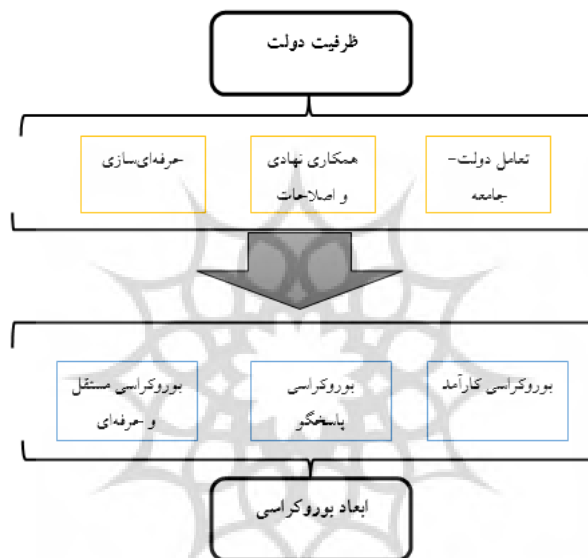 ظرفیت دولت
تعامل دولت-
جامعه
همکاری نهادی
و اصلاحات
حرفه‌ای‌سازی
بوروکراسی کارآمد
بوروکراسی
پاسخگو
بوروکراسی مستقل
و حرفه‌ای
ابعاد بوروکراسی